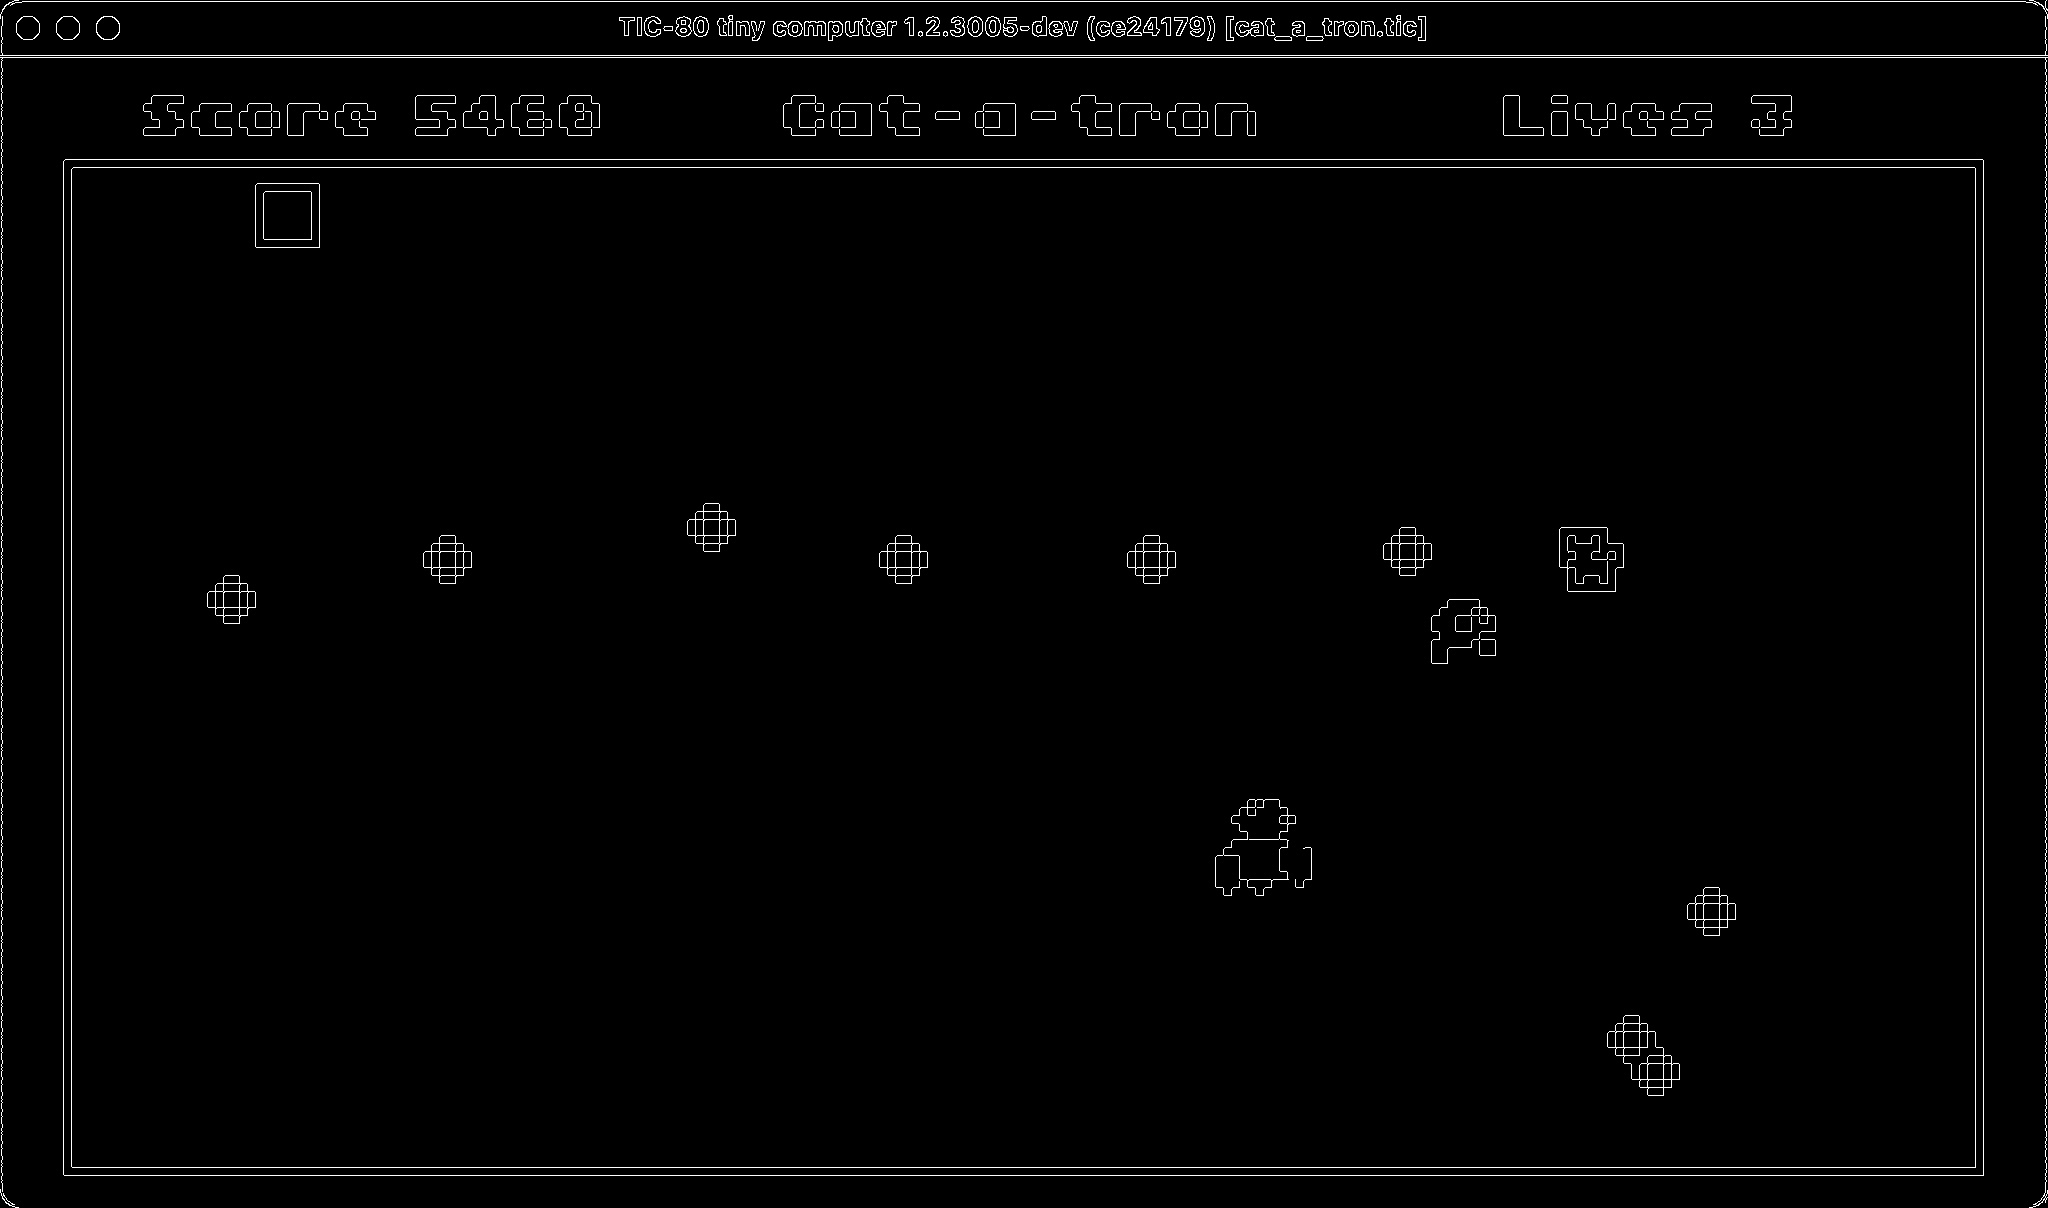 TIC-80 tiny computer 1.2.3005-dev (ce24179) [cat_a_tron.tic]
Score 5460 Cat-a-tron Lives 3